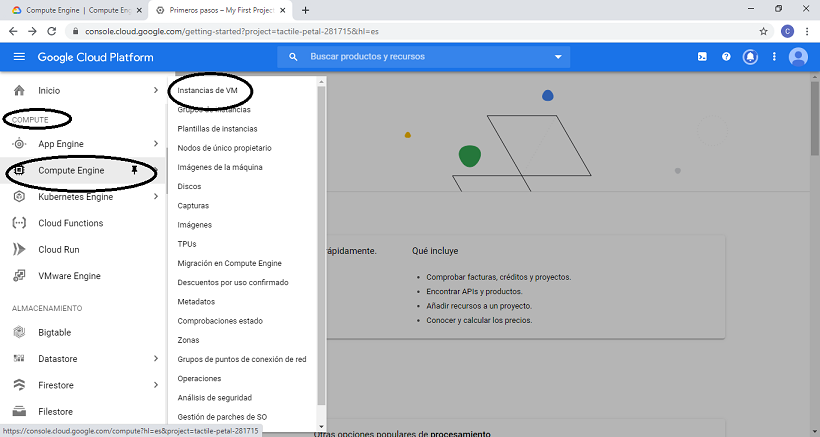 Compute Engine | Compute Eng
Primeros pasos – My First Project
console.cloud.google.com/getting-started?project=tactile-petal-281715&hl=es
C
Google Cloud Platform
Buscar productos y recursos
Inicio
COMPUTE
App Engine
Compute Engine
Kubernetes Engine
Cloud Functions
Cloud Run
VMware Engine
ALMACENAMIENTO
Bigtable
Datastore
Firestore
Filestore
Instancias de VM
Grupos de instancias
Plantillas de instancias
Nodos de único propietario
Imágenes de la máquina
Discos
Capturas
Imágenes
TPUs
Migración en Compute Engine
Descuentos por uso confirmado
Metadatos
Comprobaciones estado
Zonas
Grupos de puntos de conexión de red
Operaciones
Análisis de seguridad
Gestión de parches de SO
rápidamente.
Qué incluye
Comprobar facturas, créditos y proyectos.
Encontrar APIs y productos.
Añadir recursos a un proyecto.
Conocer y calcular los precios.
Otras opciones populares de procesamiento
https://console.cloud.google.com/compute?hl=es&project=tactile-petal-281715